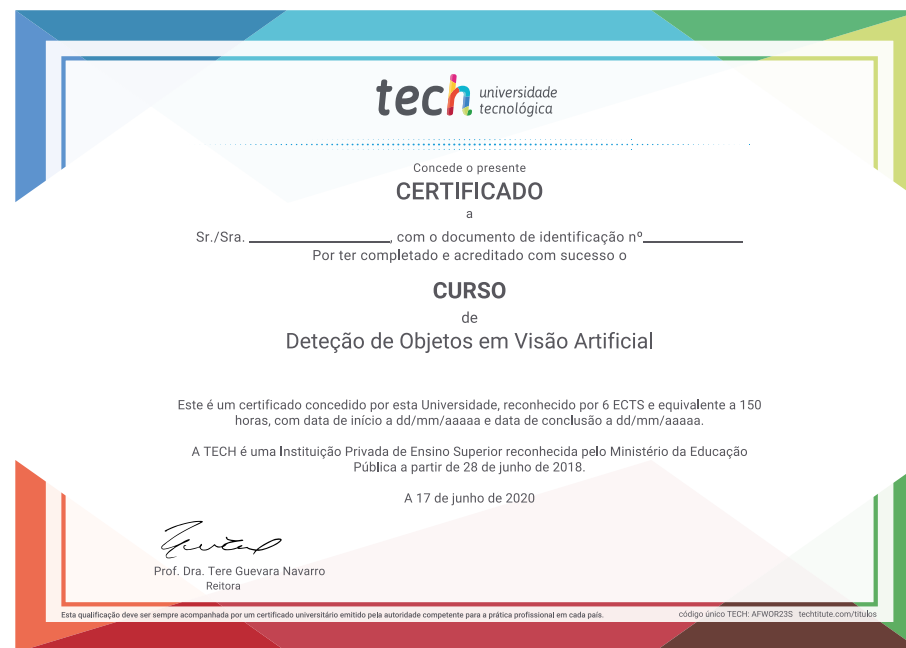 tech universidade
tecnológica
Concede o presente
CERTIFICADO
a
Sr./Sra. ____________________, com o documento de identificação nº______________
Por ter completado e acreditado com sucesso o
CURSO
de
Deteção de Objetos em Visão Artificial
Este é um certificado concedido por esta Universidade, reconhecido por 6 ECTS e equivalente a 150
horas, com data de início a dd/mm/aaaaa e data de conclusão a dd/mm/aaaaa.
A TECH é uma Instituição Privada de Ensino Superior reconhecida pelo Ministério da Educação
Pública a partir de 28 de junho de 2018.
A 17 de junho de 2020
Prof. Dra. Tere Guevara Navarro
Reitora
Esta qualificação deve ser sempre acompanhada por um certificado universitário emitido pela autoridade competente para a prática profissional em cada país.
código único TECH: AFWOR23S techtitute.com/titulos